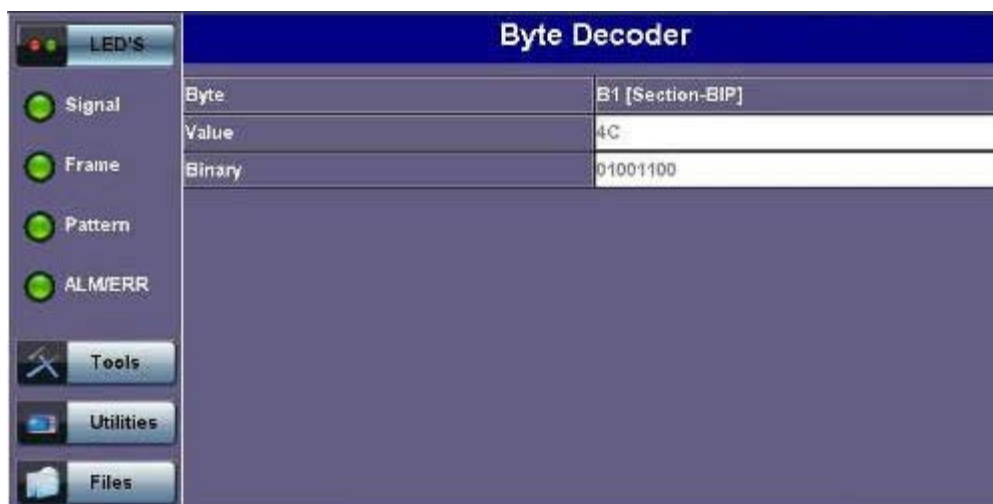 LED'S
Byte Decoder
Signal
Byte
B1 [Section-BIP]
Value
4C
Frame
Binary
01001100
Pattern
ALM/ERR
Tools
Utilities
Files